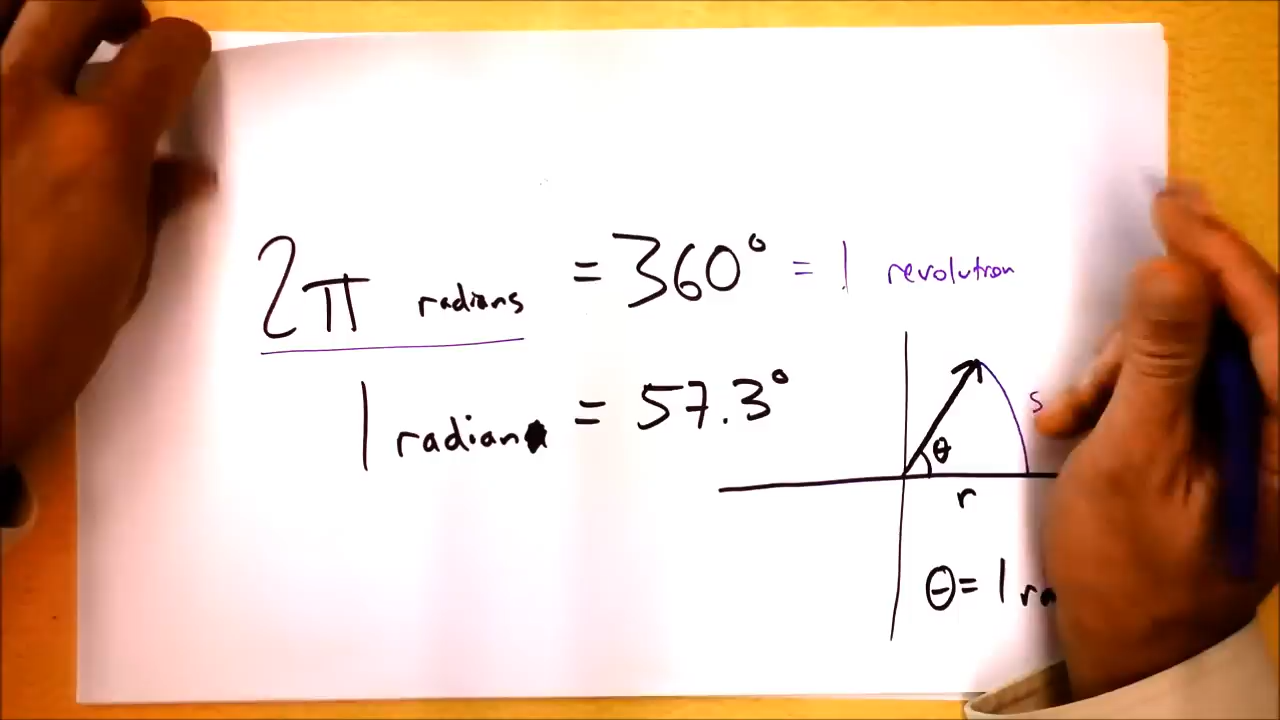 2π radians = 360° = 1 revolution
1 radian = 57.3°
s
θ
r
θ = 1